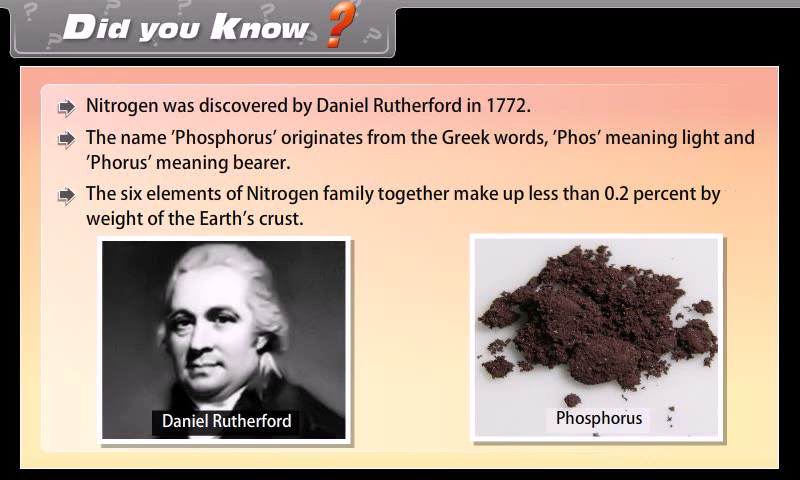 Did you Know ?
Nitrogen was discovered by Daniel Rutherford in 1772.
The name ’Phosphorus’ originates from the Greek words, ’Phos’ meaning light and
’Phorus’ meaning bearer.
The six elements of Nitrogen family together make up less than 0.2 percent by
weight of the Earth’s crust.
Daniel Rutherford
Phosphorus